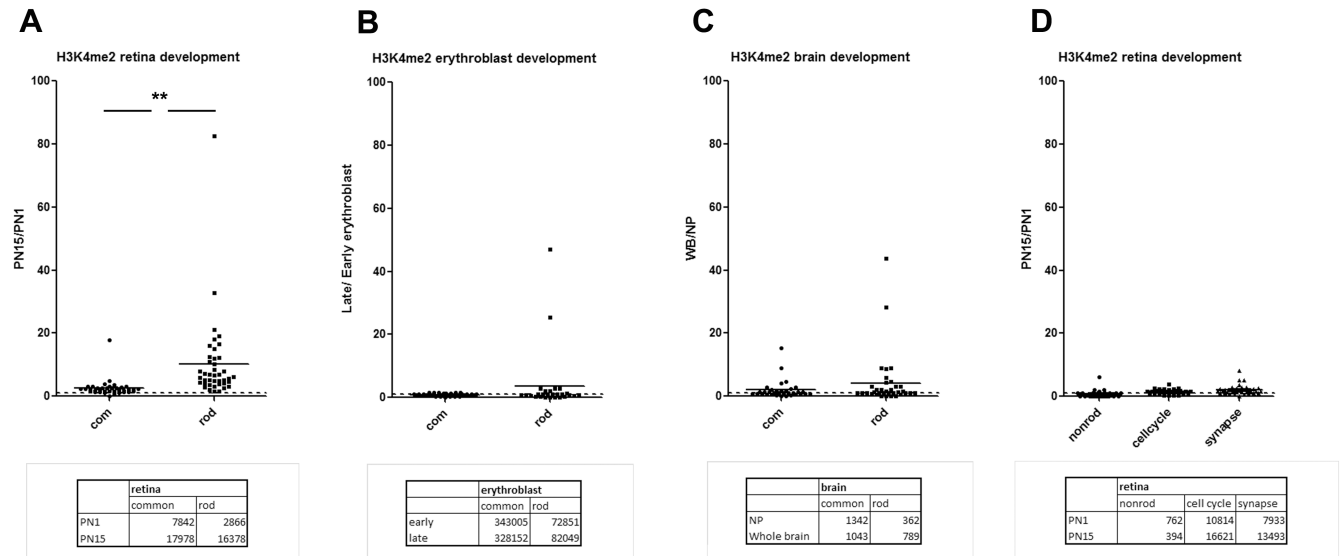 A
H3K4me2 retina development
**
PN15/PN1
100
80
60
40
20
0
com rod
retina
common rod
PN1 7842 2866
PN15 17978 16378
B
H3K4me2 erythroblast development
Late/ Early erythroblast
100
80
60
40
20
0
com rod
erythroblast
common rod
early 343005 72851
late 328152 82049
C
H3K4me2 brain development
WB/NP
100
80
60
40
20
0
com rod
brain
common rod
NP 1342 362
Whole brain 1043 789
D
H3K4me2 retina development
PN15/PN1
100
80
60
40
20
0
nonrod cellcycle synapse
retina
nonrod cell cycle synapse
PN1 762 10814 7933
PN15 394 16621 13493